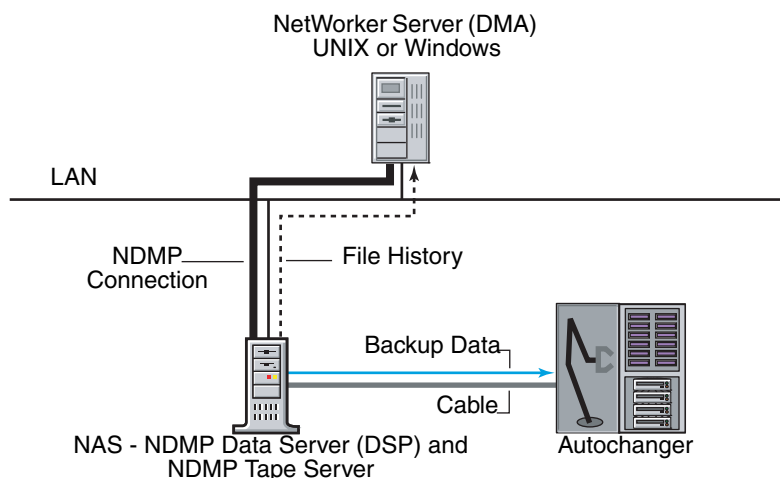 NetWorker Server (DMA)
UNIX or Windows
LAN
NDMP
Connection
File History
Backup Data
Cable
NAS - NDMP Data Server (DSP) and
NDMP Tape Server
Autochanger